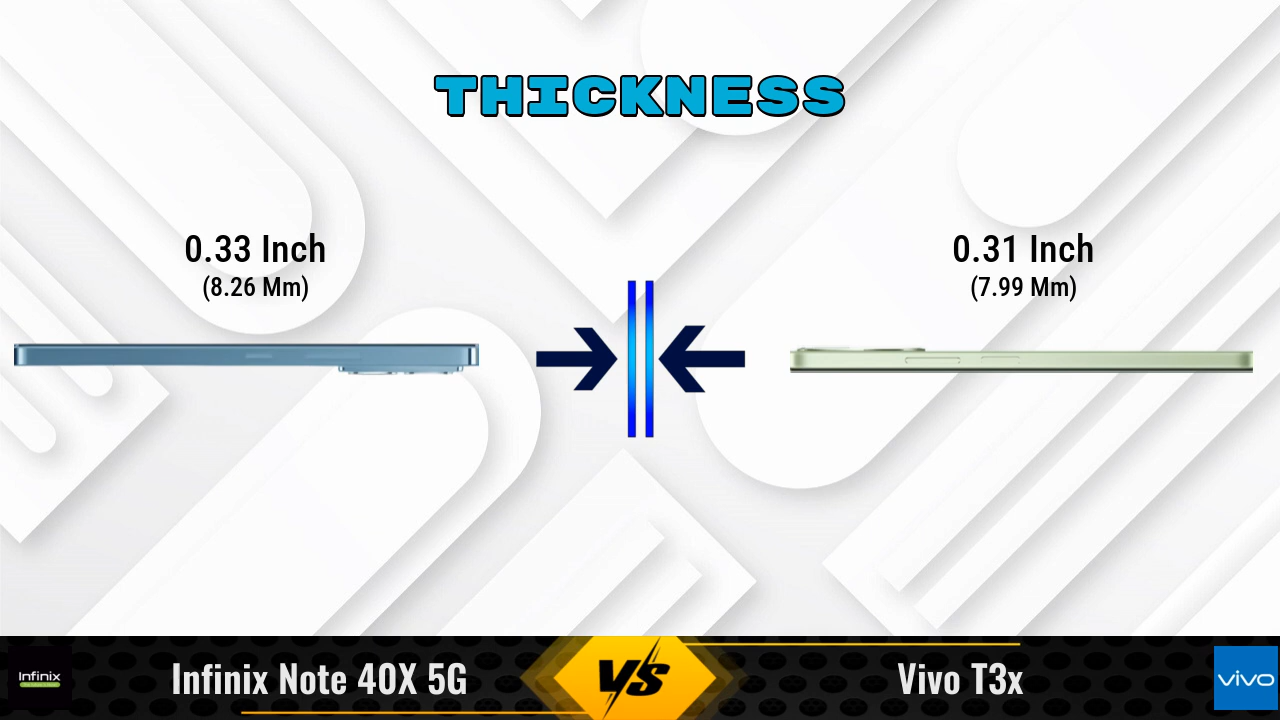 THICKNESS
0.33 Inch
(8.26 Mm)
0.31 Inch
(7.99 Mm)
Infinix
Infinix Note 40X 5G
VS
Vivo T3x
vivo